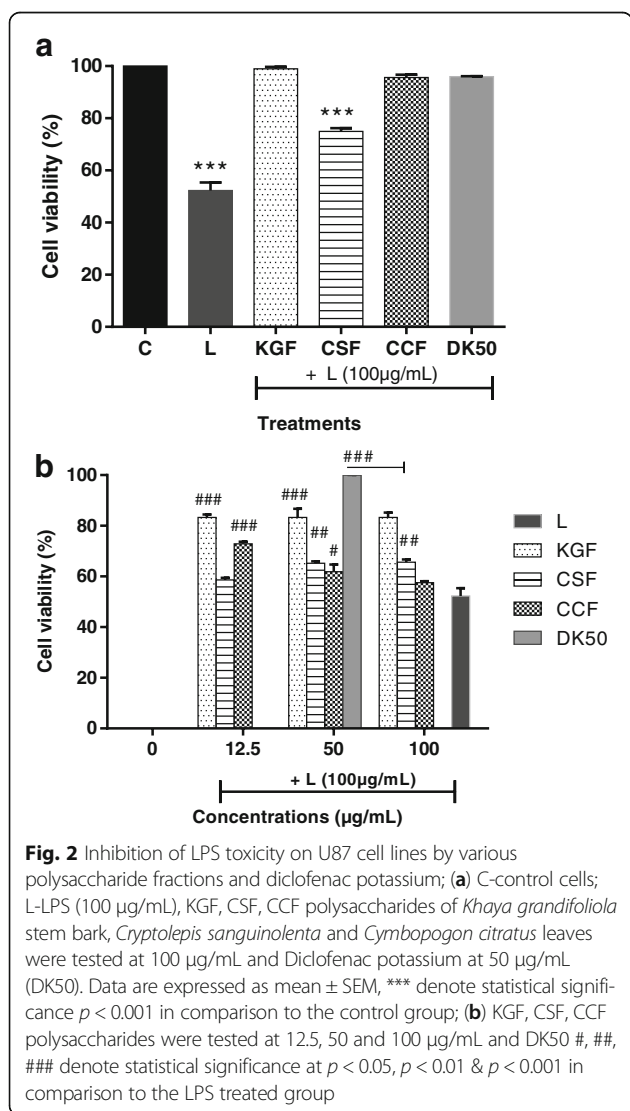 a
100
80
60
40
20
0
Cell viability (%)
***
***
C L KGF CSF CCF DK50
+ L (100µg/mL)
Treatments
b
100
80
60
40
20
0
Cell viability (%)
###
###
###
##
#
###
##
L
KGF
CSF
CCF
DK50
0 12.5 50 100
+ L (100µg/mL)
Concentrations (µg/mL)
Fig. 2 Inhibition of LPS toxicity on U87 cell lines by various
polysaccharide fractions and diclofenac potassium; (a) C-control cells;
L-LPS (100 µg/mL), KGF, CSF, CCF polysaccharides of Khaya grandifoliola
stem bark, Cryptolepis sanguinolenta and Cymbopogon citratus leaves
were tested at 100 µg/mL and Diclofenac potassium at 50 µg/mL
(DK50). Data are expressed as mean ± SEM, *** denote statistical signifi-
cance p < 0.001 in comparison to the control group; (b) KGF, CSF, CCF
polysaccharides were tested at 12.5, 50 and 100 µg/mL and DK50 #, ##,
### denote statistical significance at p < 0.05, p < 0.01 & p < 0.001 in
comparison to the LPS treated group